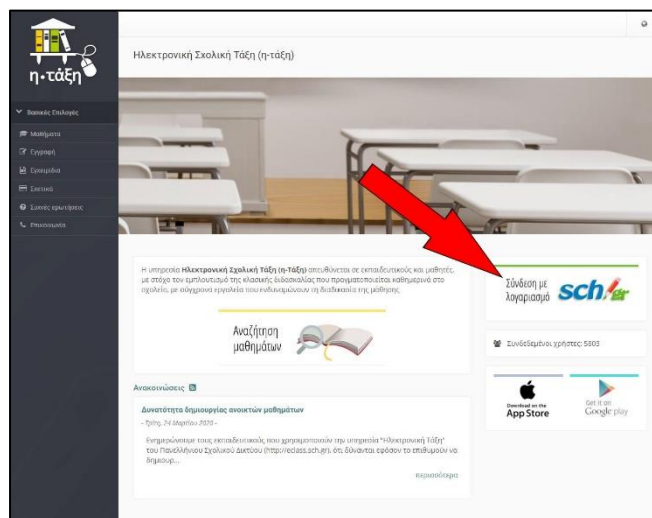 η·τάξη
Βασικές Επιλογές
Μαθήματα
Εγγραφή
Εγχειρίδια
Σχετικά
Συχνές ερωτήσεις
Επικοινωνία
Ηλεκτρονική Σχολική Τάξη (η-τάξη)
Η υπηρεσία Ηλεκτρονική Σχολική Τάξη (η-Τάξη) απευθύνεται σε εκπαιδευτικούς και μαθητές,
με στόχο τον εμπλουτισμό της κλασικής διδασκαλίας που πραγματοποιείται καθημερινά στο
σχολείο, με σύγχρονα εργαλεία που ενδυναμώνουν τη διαδικασία της μάθησης.
Αναζήτηση
μαθημάτων
Ανακοινώσεις
Δυνατότητα δημιουργίας ανοικτών μαθημάτων
- Τρίτη, 24 Μαρτίου 2020 -
Ενημερώνουμε τους εκπαιδευτικούς που χρησιμοποιούν την υπηρεσία "Ηλεκτρονική Τάξη"
του Πανελλήνιου Σχολικού Δικτύου (http://eclass.sch.gr), ότι δύνανται εφόσον το επιθυμούν να
δημιουρ...
περισσότερα
Σύνδεση με
λογαριασμό
sch/gr
Συνδεδεμένοι χρήστες: 5803
Download on the
App Store
Get it on
Google play